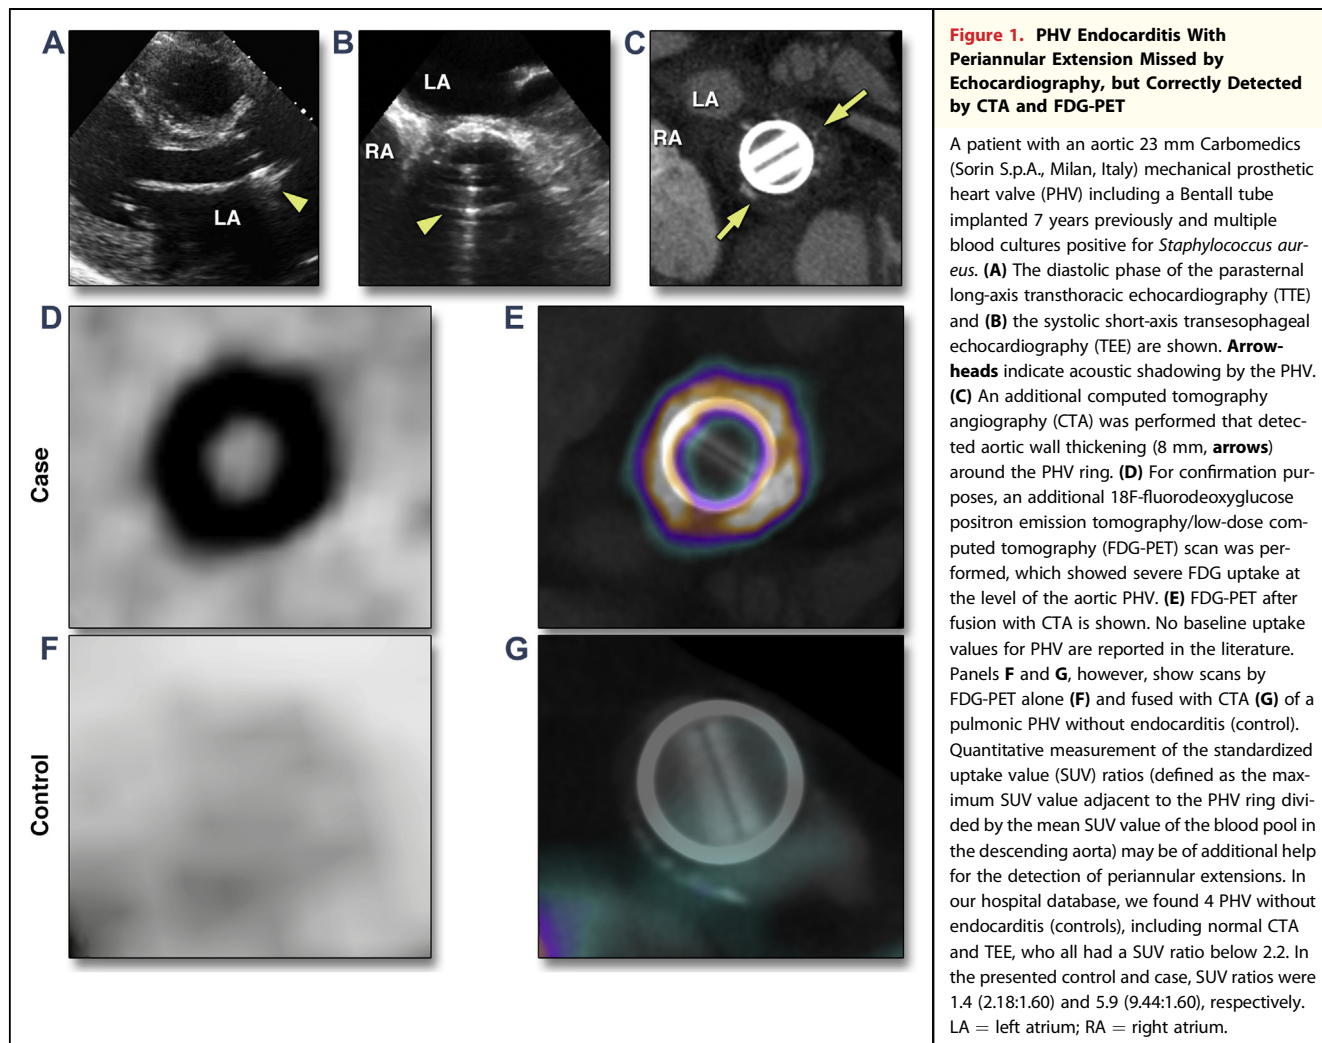 A
B
C
LA
LA
RA
LA
RA
D
E
Case
F
G
Control
Figure 1. PHV Endocarditis With
Periannular Extension Missed by
Echocardiography, but Correctly Detected
by CTA and FDG-PET
A patient with an aortic 23 mm Carbomedics
(Sorin S.p.A., Milan, Italy) mechanical prosthetic
heart valve (PHV) including a Bentall tube
implanted 7 years previously and multiple
blood cultures positive for Staphylococcus aur-
eus. (A) The diastolic phase of the parasternal
long-axis transthoracic echocardiography (TTE)
and (B) the systolic short-axis transesophageal
echocardiography (TEE) are shown. Arrow-
heads indicate acoustic shadowing by the PHV.
(C) An additional computed tomography
angiography (CTA) was performed that detec-
ted aortic wall thickening (8 mm, arrows)
around the PHV ring. (D) For confirmation pur-
poses, an additional 18F-fluorodeoxyglucose
positron emission tomography/low-dose com-
puted tomography (FDG-PET) scan was per-
formed, which showed severe FDG uptake at
the level of the aortic PHV. (E) FDG-PET after
fusion with CTA is shown. No baseline uptake
values for PHV are reported in the literature.
Panels F and G, however, show scans by
FDG-PET alone (F) and fused with CTA (G) of a
pulmonic PHV without endocarditis (control).
Quantitative measurement of the standardized
uptake value (SUV) ratios (defined as the max-
imum SUV value adjacent to the PHV ring divi-
ded by the mean SUV value of the blood pool in
the descending aorta) may be of additional help
for the detection of periannular extensions. In
our hospital database, we found 4 PHV without
endocarditis (controls), including normal CTA
and TEE, who all had a SUV ratio below 2.2. In
the presented control and case, SUV ratios were
1.4 (2.18:1.60) and 5.9 (9.44:1.60), respectively.
LA = left atrium; RA = right atrium.